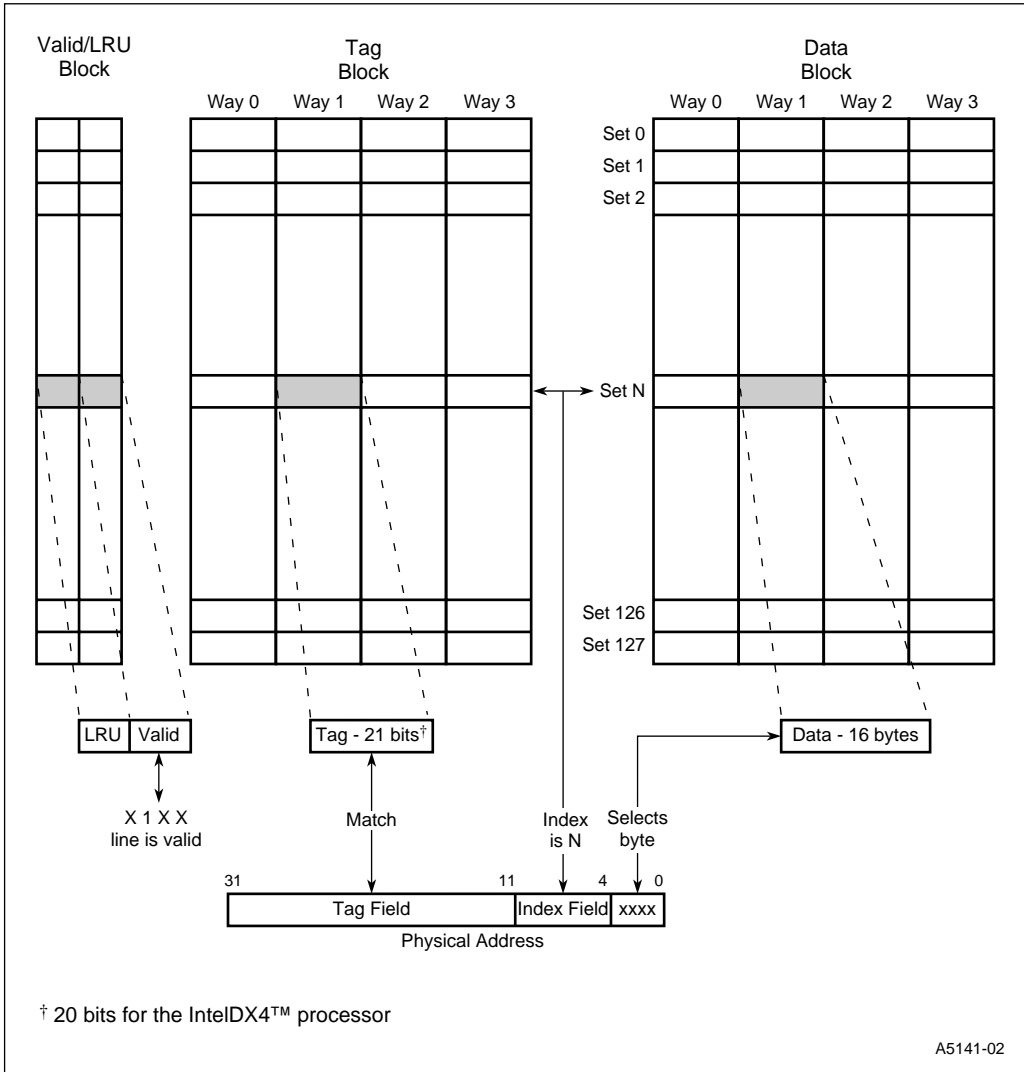 Valid/LRU
Block
Tag
Block
Data
Block
Way 0 Way 1 Way 2 Way 3
Way 0 Way 1 Way 2 Way 3
Set 0
Set 1
Set 2
Set N
Set 126
Set 127
LRU Valid
Tag - 21 bits†
Data - 16 bytes
X 1 X X
line is valid
Match
Index
is N
Selects
byte
31 11 4 0
Tag Field Index Field xxxx
Physical Address
† 20 bits for the IntelDX4™ processor
A5141-02